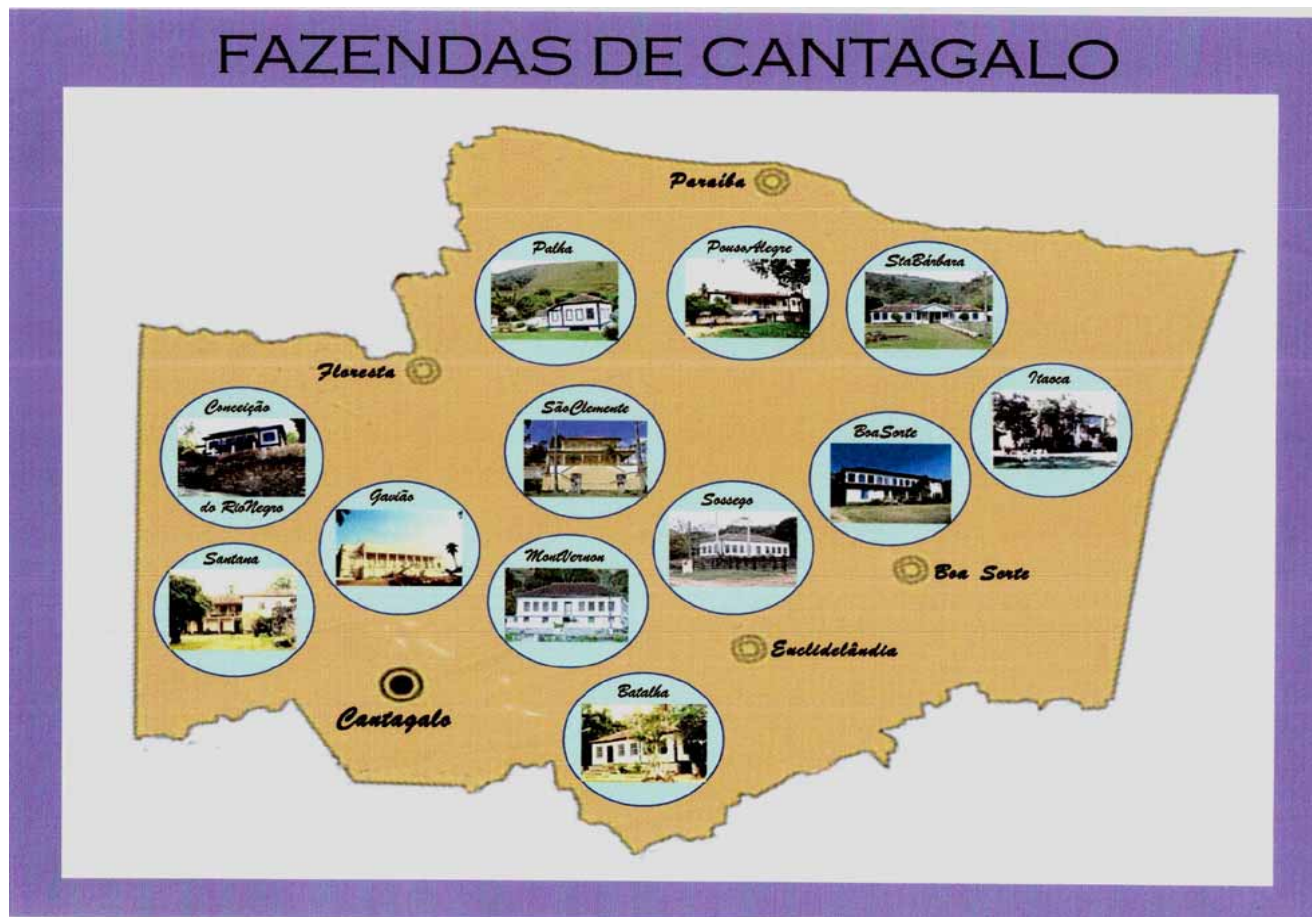 FAZENDAS DE CANTAGALO
Paraíba
Palha
PousoAlegre
StaBárbara
Floresta
Itaoca
Conceição
do RioNegro
SãoClemente
BoaSorte
Gavião
Sossego
Santana
MontVernon
Boa Sorte
Euclidelândia
Batalha
Cantagalo